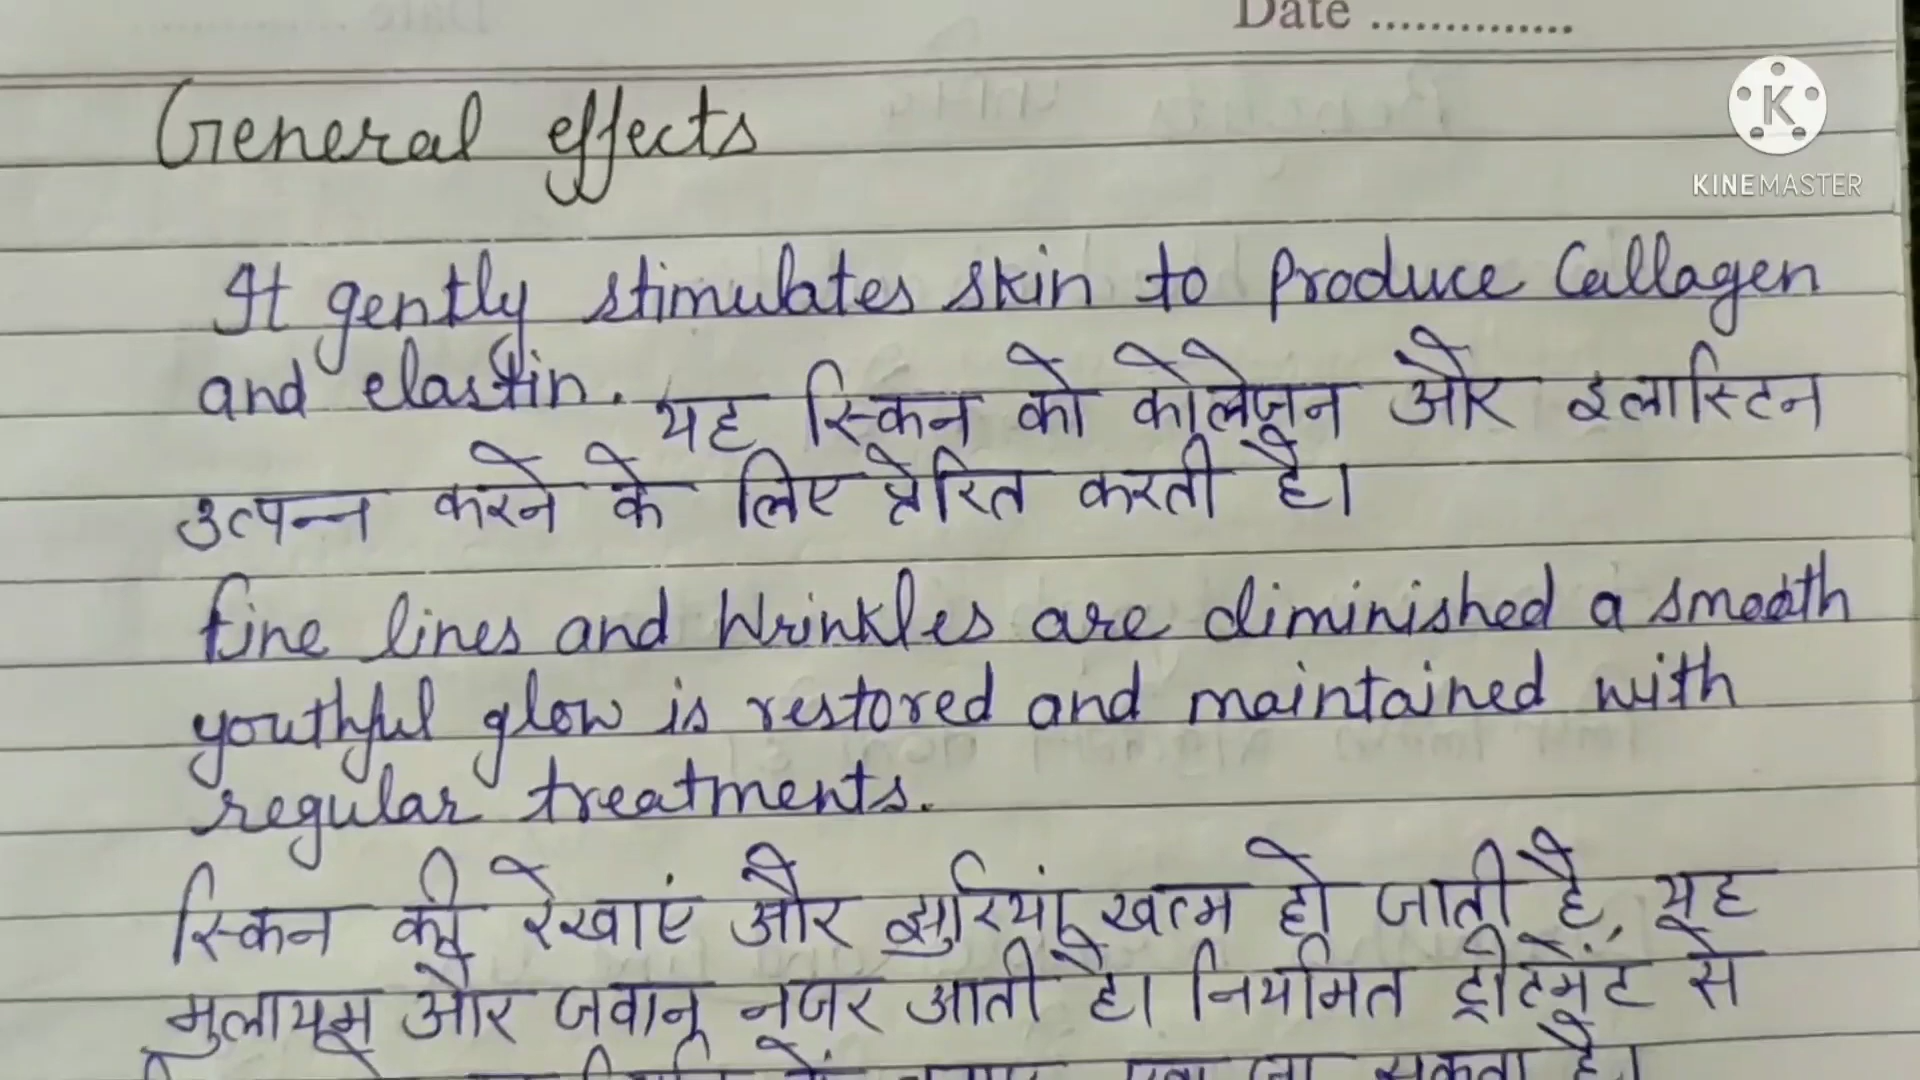 Date ..............
KINEMASTER
General effects
It gently stimulates skin to produce Collagen
and elastin. यह स्किन को कोलेजन और इलास्टिन
उत्पन्न करने के लिए प्रेरित करती है।
fine lines and Wrinkles are diminished a smooth
youthful glow is restored and maintained with
regular treatments.
स्किन की रेखाएं और झुर्रियां खत्म हो जाती है, यह
मुलायम और जवान नजर आती है। नियमित ट्रीटमेंट से
जा सकता है।